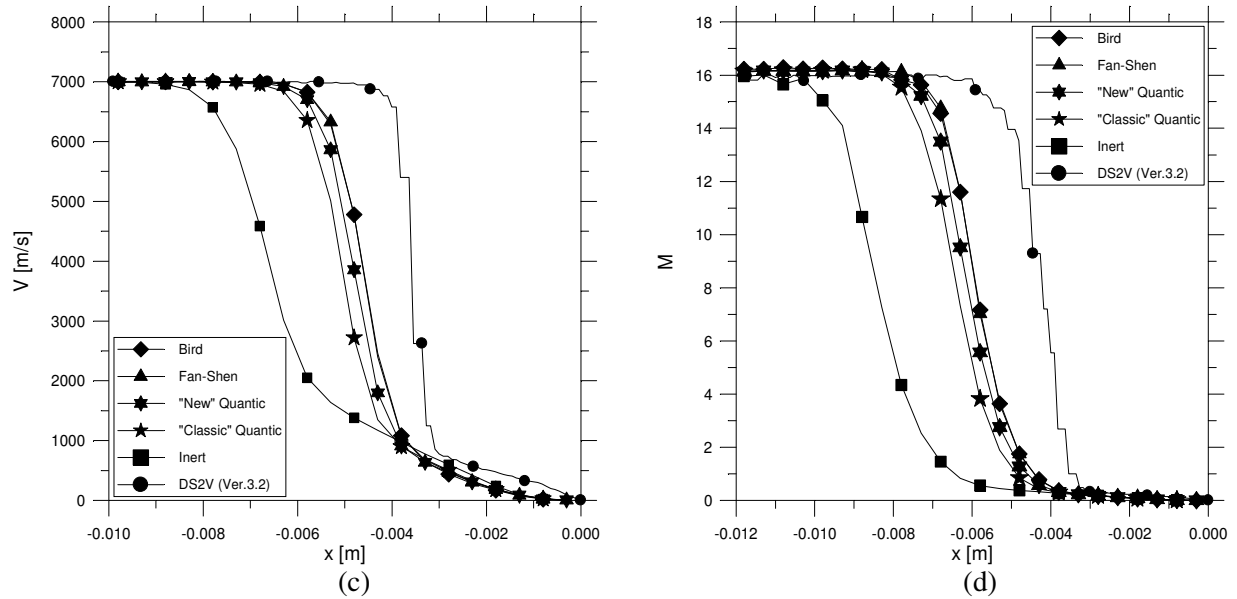 8000
7000
6000
5000
4000
3000
2000
1000
0
V [m/s]
Bird
Fan-Shen
"New" Quantic
"Classic" Quantic
Inert
DS2V (Ver.3.2)
-0.010 -0.008 -0.006 -0.004 -0.002 0.000
x [m]
(c)
18
16
14
12
10
8
6
4
2
0
M
Bird
Fan-Shen
"New" Quantic
"Classic" Quantic
Inert
DS2V (Ver.3.2)
-0.012 -0.010 -0.008 -0.006 -0.004 -0.002 0.000
x [m]
(d)